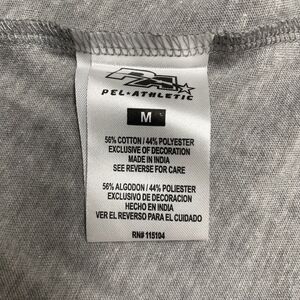 PEL★ATHLETIC
M
56% COTTON / 44% POLYESTER
EXCLUSIVE OF DECORATION
MADE IN INDIA
SEE REVERSE FOR CARE
56% ALGODON / 44% POLIESTER
EXCLUSIVO DE DECORACION
HECHO EN INDIA
VER EL REVERSO PARA EL CUIDADO
RN# 115104